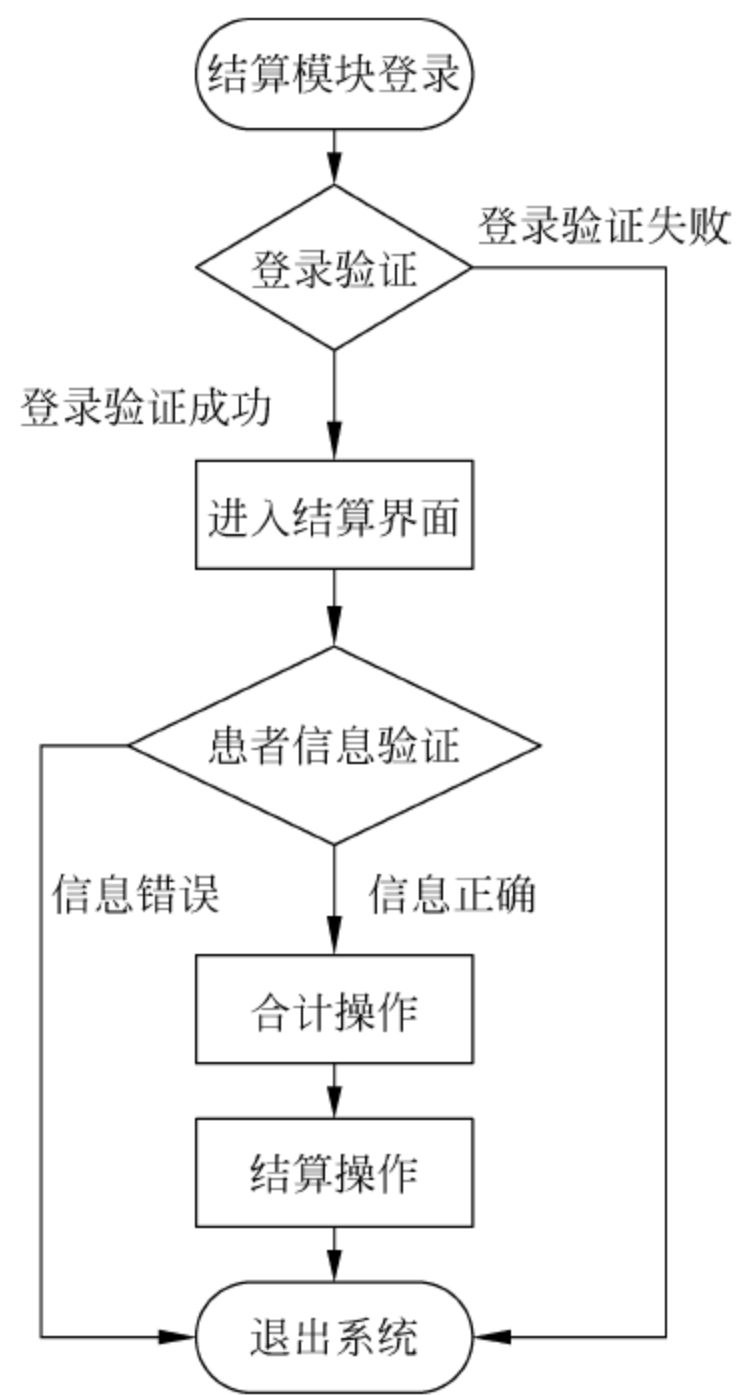 结算模块登录
登录验证失败
登录验证
登录验证成功
进入结算界面
患者信息验证
信息错误
信息正确
合计操作
结算操作
退出系统